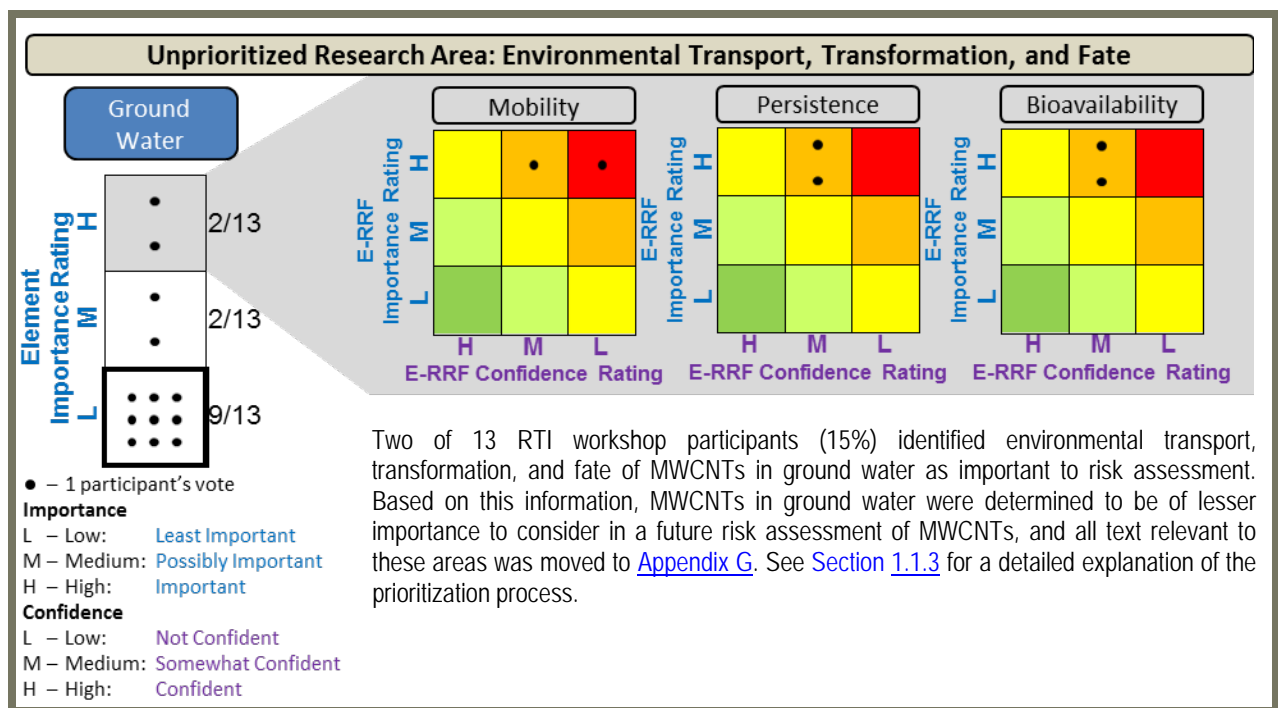 Unprioritized Research Area: Environmental Transport, Transformation, and Fate
Ground
Water
Element
Importance Rating
H
M
L
2/13
2/13
9/13
Mobility
E-RRF
Importance Rating
H
M
L
H M L
E-RRF Confidence Rating
Persistence
E-RRF
Importance Rating
H
M
L
H M L
E-RRF Confidence Rating
Bioavailability
E-RRF
Importance Rating
H
M
L
H M L
E-RRF Confidence Rating
● – 1 participant's vote
Importance
L – Low: Least Important
M – Medium: Possibly Important
H – High: Important
Confidence
L – Low: Not Confident
M – Medium: Somewhat Confident
H – High: Confident
Two of 13 RTI workshop participants (15%) identified environmental transport,
transformation, and fate of MWCNTs in ground water as important to risk assessment.
Based on this information, MWCNTs in ground water were determined to be of lesser
importance to consider in a future risk assessment of MWCNTs, and all text relevant to
these areas was moved to Appendix G. See Section 1.1.3 for a detailed explanation of the
prioritization process.